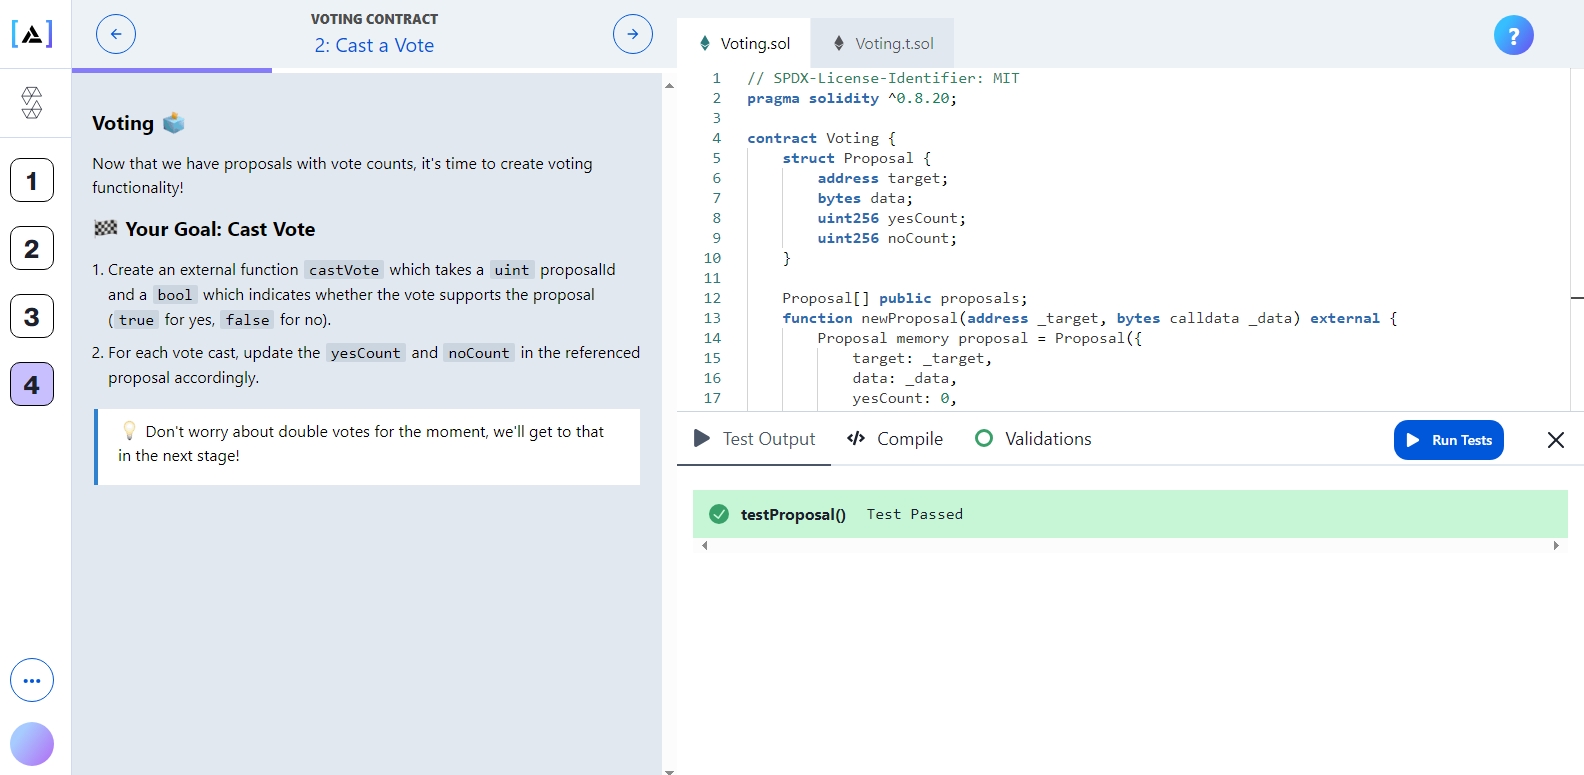 VOTING CONTRACT
2: Cast a Vote
1
2
3
4
Voting
Now that we have proposals with vote counts, it's time to create voting
functionality!
Your Goal: Cast Vote
1. Create an external function castVote which takes a uint proposalId
and a bool which indicates whether the vote supports the proposal
( true for yes, false for no).
2. For each vote cast, update the yesCount and noCount in the referenced
proposal accordingly.
Don't worry about double votes for the moment, we'll get to that
in the next stage!
Voting.sol
Voting.t.sol
?
1 // SPDX-License-Identifier: MIT
2 pragma solidity ^0.8.20;
3
4 contract Voting {
5 struct Proposal {
6 address target;
7 bytes data;
8 uint256 yesCount;
9 uint256 noCount;
10 }
11
12 Proposal[] public proposals;
13 function newProposal(address _target, bytes calldata _data) external {
14 Proposal memory proposal = Proposal({
15 target: _target,
16 data: _data,
17 yesCount: 0,
Test Output
Compile
Validations
Run Tests
testProposal() Test Passed